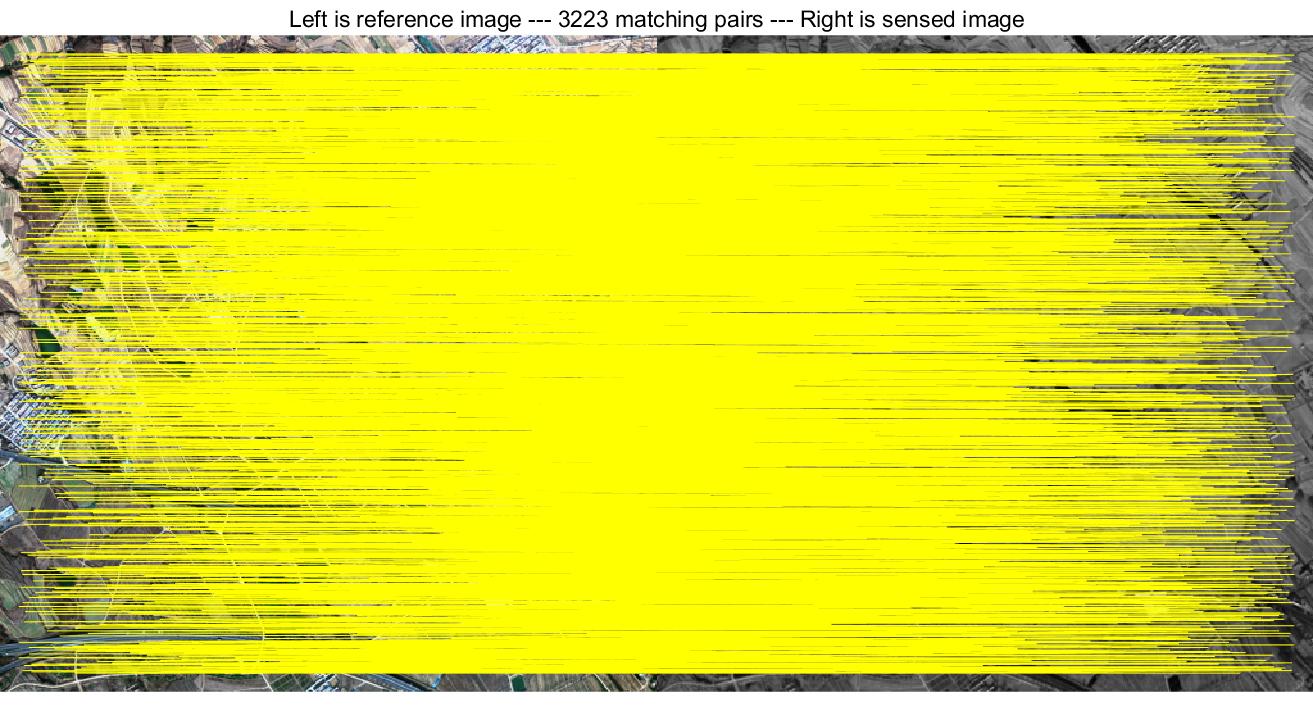 Left is reference image --- 3223 matching pairs --- Right is sensed image